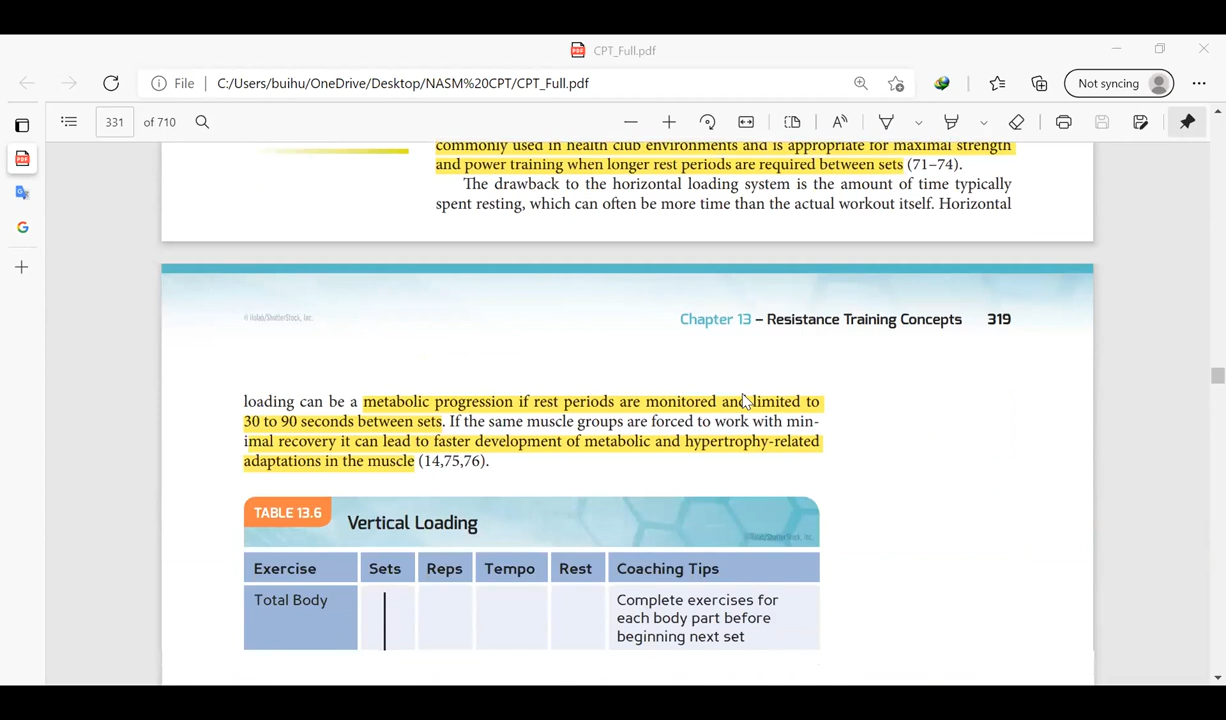 CPT_Full.pdf
File
C:/Users/buihu/OneDrive/Desktop/NASM%20CPT/CPT_Full.pdf
Not syncing
331 of 710
commonly used in health club environments and is appropriate for maximal strength
and power training when longer rest periods are required between sets (71–74).
The drawback to the horizontal loading system is the amount of time typically
spent resting, which can often be more time than the actual workout itself. Horizontal
Chapter 13 – Resistance Training Concepts 319
loading can be a metabolic progression if rest periods are monitored and limited to
30 to 90 seconds between sets. If the same muscle groups are forced to work with min-
imal recovery it can lead to faster development of metabolic and hypertrophy-related
adaptations in the muscle (14,75,76).
TABLE 13.6
Vertical Loading
Exercise Sets Reps Tempo Rest Coaching Tips
Total Body Complete exercises for
each body part before
beginning next set